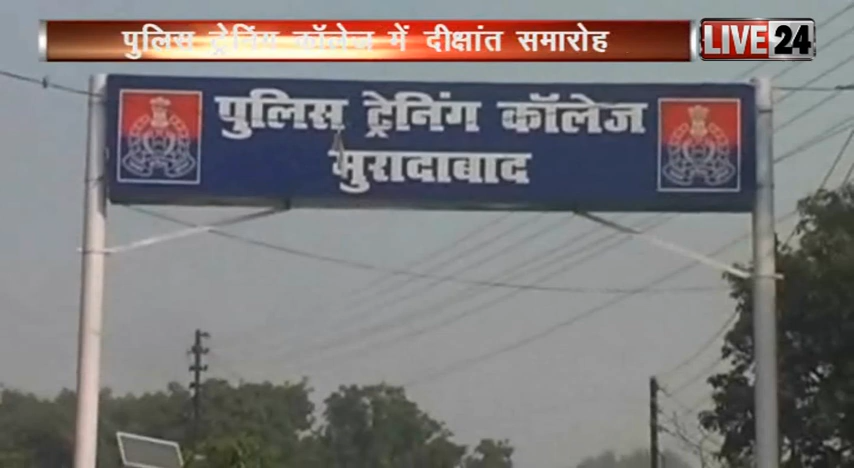 पुलिस ट्रेनिंग कॉलेज में दीक्षांत समारोह
LIVE 24
पुलिस ट्रेनिंग कॉलेज
मुरादाबाद